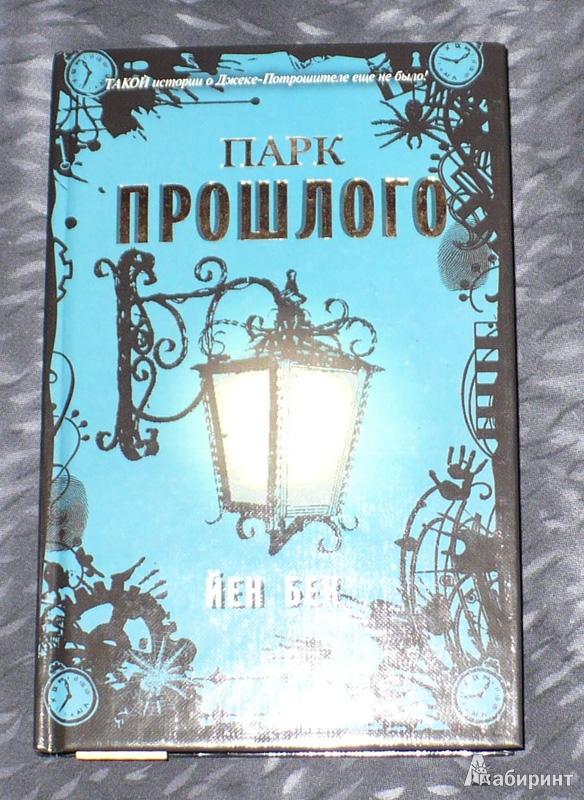 ТАКОЙ истории о Джеке-Потрошителе еще не было!
ПАРК
ПРОШЛОГО
ЙЕН БЕК
Лабиринт